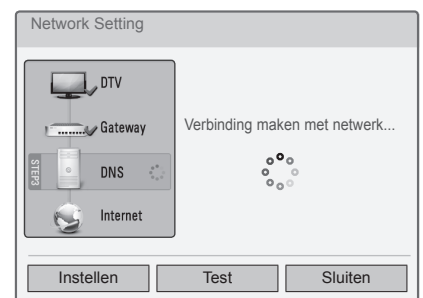 Network Setting
DTV
Gateway
STEP3
DNS
Internet
Verbinding maken met netwerk...
Instellen
Test
Sluiten